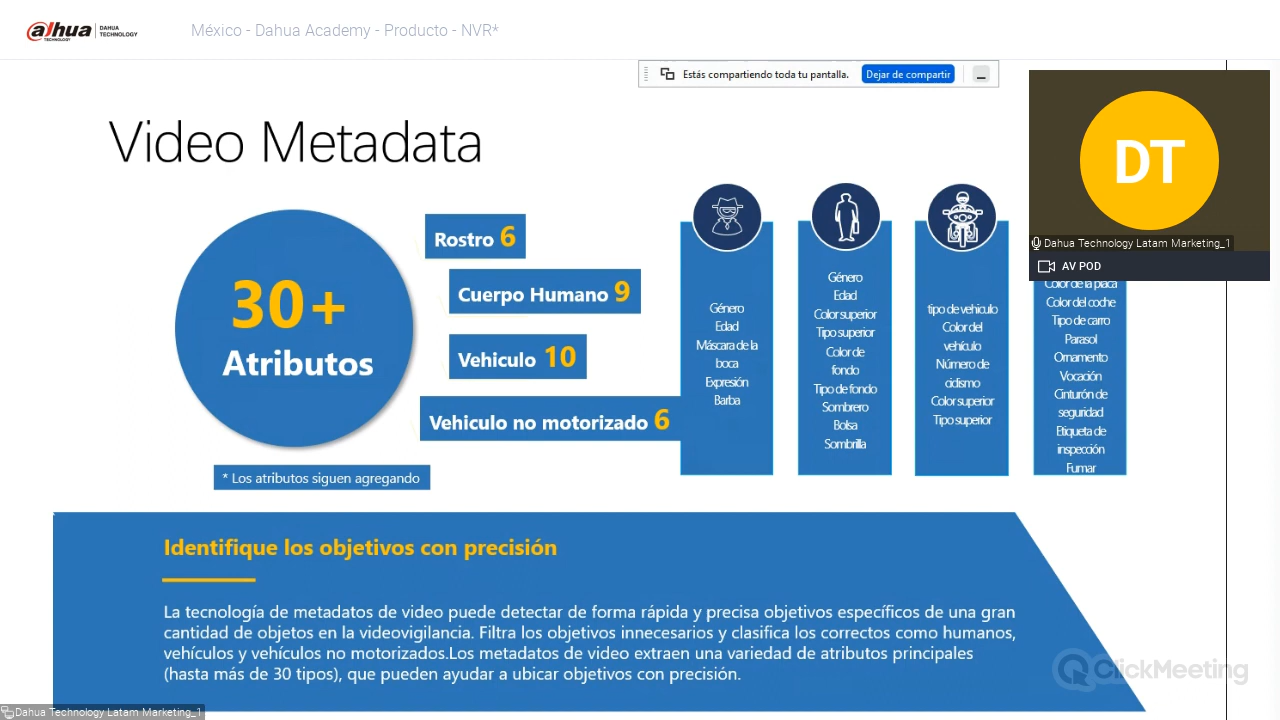 alhua DAHUA TECHNOLOGY
TECHNOLOGY
México - Dahua Academy - Producto - NVR*
Estás compartiendo toda tu pantalla. Dejar de compartir
Video Metadata
30+
Atributos
* Los atributos siguen agregando
Rostro 6
Cuerpo Humano 9
Vehiculo 10
Vehiculo no motorizado 6
Género
Edad
Máscara de la
boca
Expresión
Barba
Género
Edad
Color superior
Tipo superior
Color de
fondo
Tipo de fondo
Sombrero
Bolsa
Sombrilla
tipo de vehiculo
Color del
vehículo
Número de
ciclismo
Color superior
Tipo superior
Color de la placa
Color del coche
Tipo de carro
Parasol
Ornamento
Vocación
Cinturón de
seguridad
Etiqueta de
inspección
Fumar
DT
Dahua Technology Latam Marketing_1
AV POD
Identifique los objetivos con precisión
La tecnología de metadatos de video puede detectar de forma rápida y precisa objetivos específicos de una gran
cantidad de objetos en la videovigilancia. Filtra los objetivos innecesarios y clasifica los correctos como humanos,
vehículos y vehículos no motorizados.Los metadatos de video extraen una variedad de atributos principales
(hasta más de 30 tipos), que pueden ayudar a ubicar objetivos con precisión.
ClickMeeting
Dahua Technology Latam Marketing_1